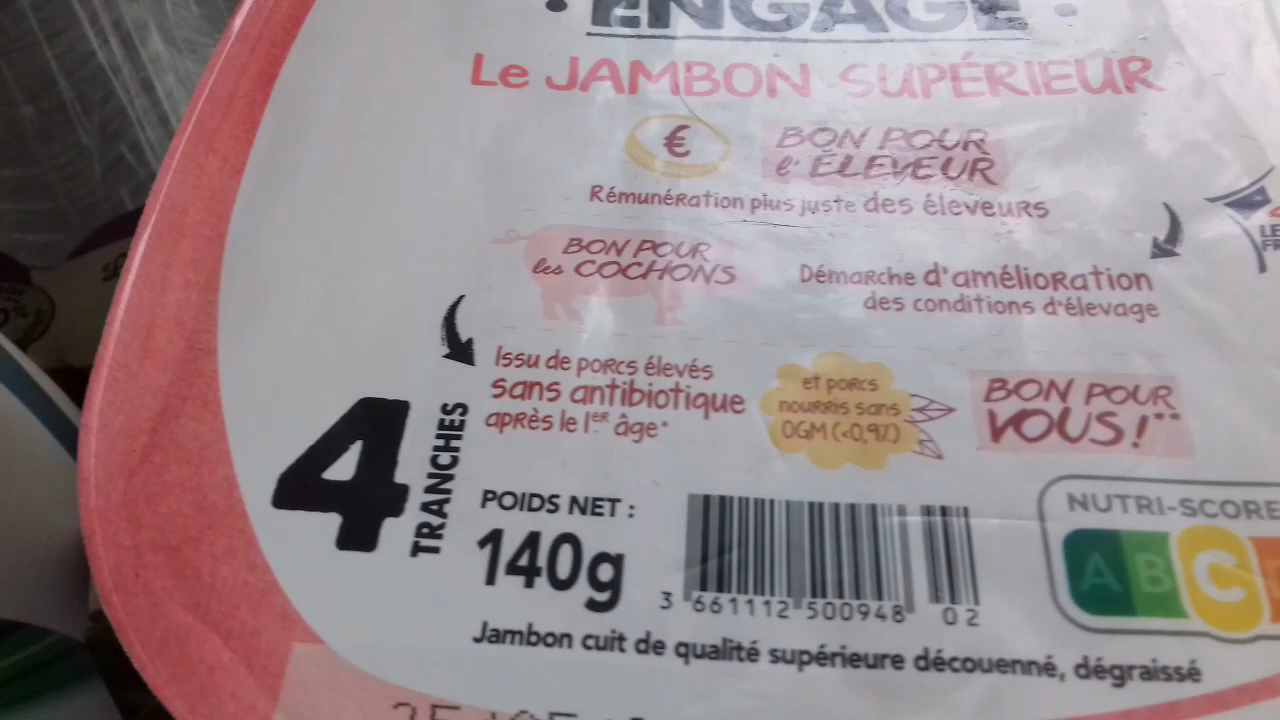 • ENGAGÉ •
Le JAMBON SUPÉRIEUR
€
BON POUR
l'ÉLEVEUR
Rémunération plus juste des éleveurs
BON POUR
les COCHONS
Démarche d'amélioration
des conditions d'élevage
Issu de porcs élevés
sans antibiotique
après le 1er âge*
et porcs
nourris sans
OGM (<0,9%)
BON POUR
VOUS!**
4
TRANCHES
POIDS NET :
140g
3 661112 500948 02
NUTRI-SCORE
A B C
Jambon cuit de qualité supérieure découenné, dégraissé